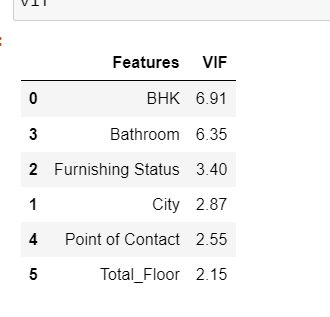 Features VIF
0 BHK 6.91
3 Bathroom 6.35
2 Furnishing Status 3.40
1 City 2.87
4 Point of Contact 2.55
5 Total_Floor 2.15